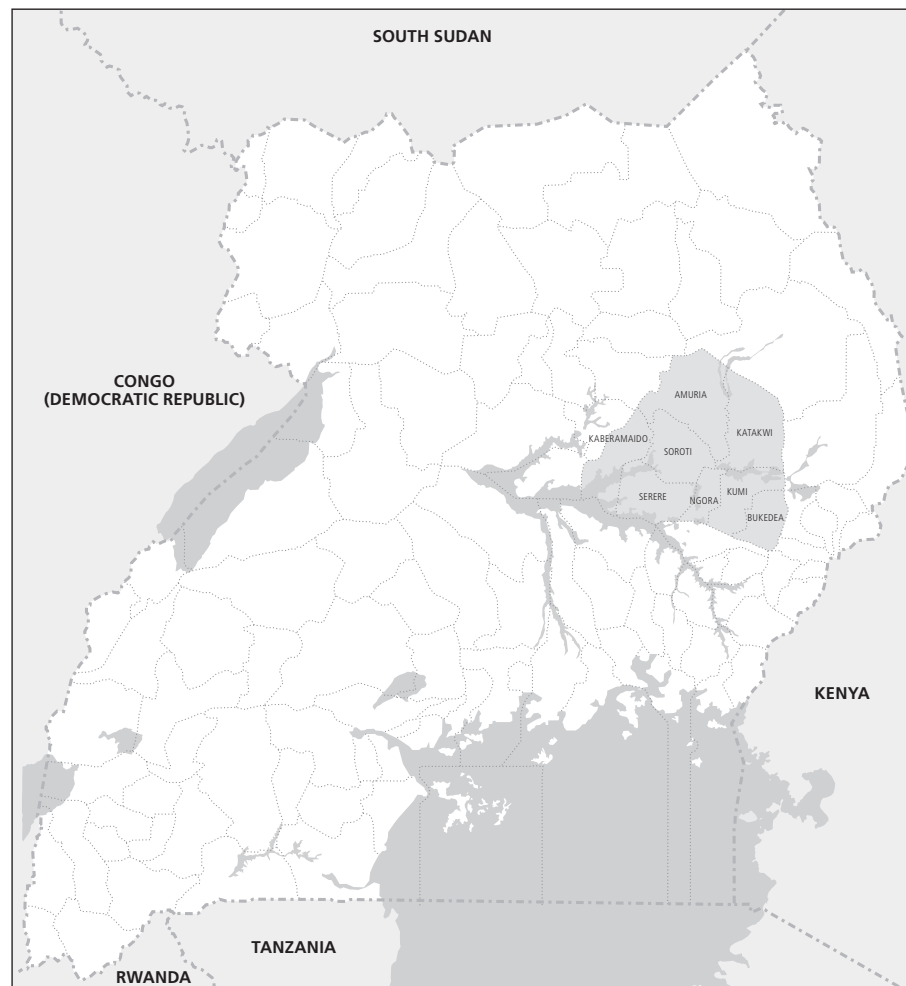 SOUTH SUDAN
CONGO
(DEMOCRATIC REPUBLIC)
AMURIA
KABERAMAIDO
KATAKWI
SOROTI
SERERE
NGORA
KUMI
BUKEDEA
KENYA
TANZANIA
RWANDA